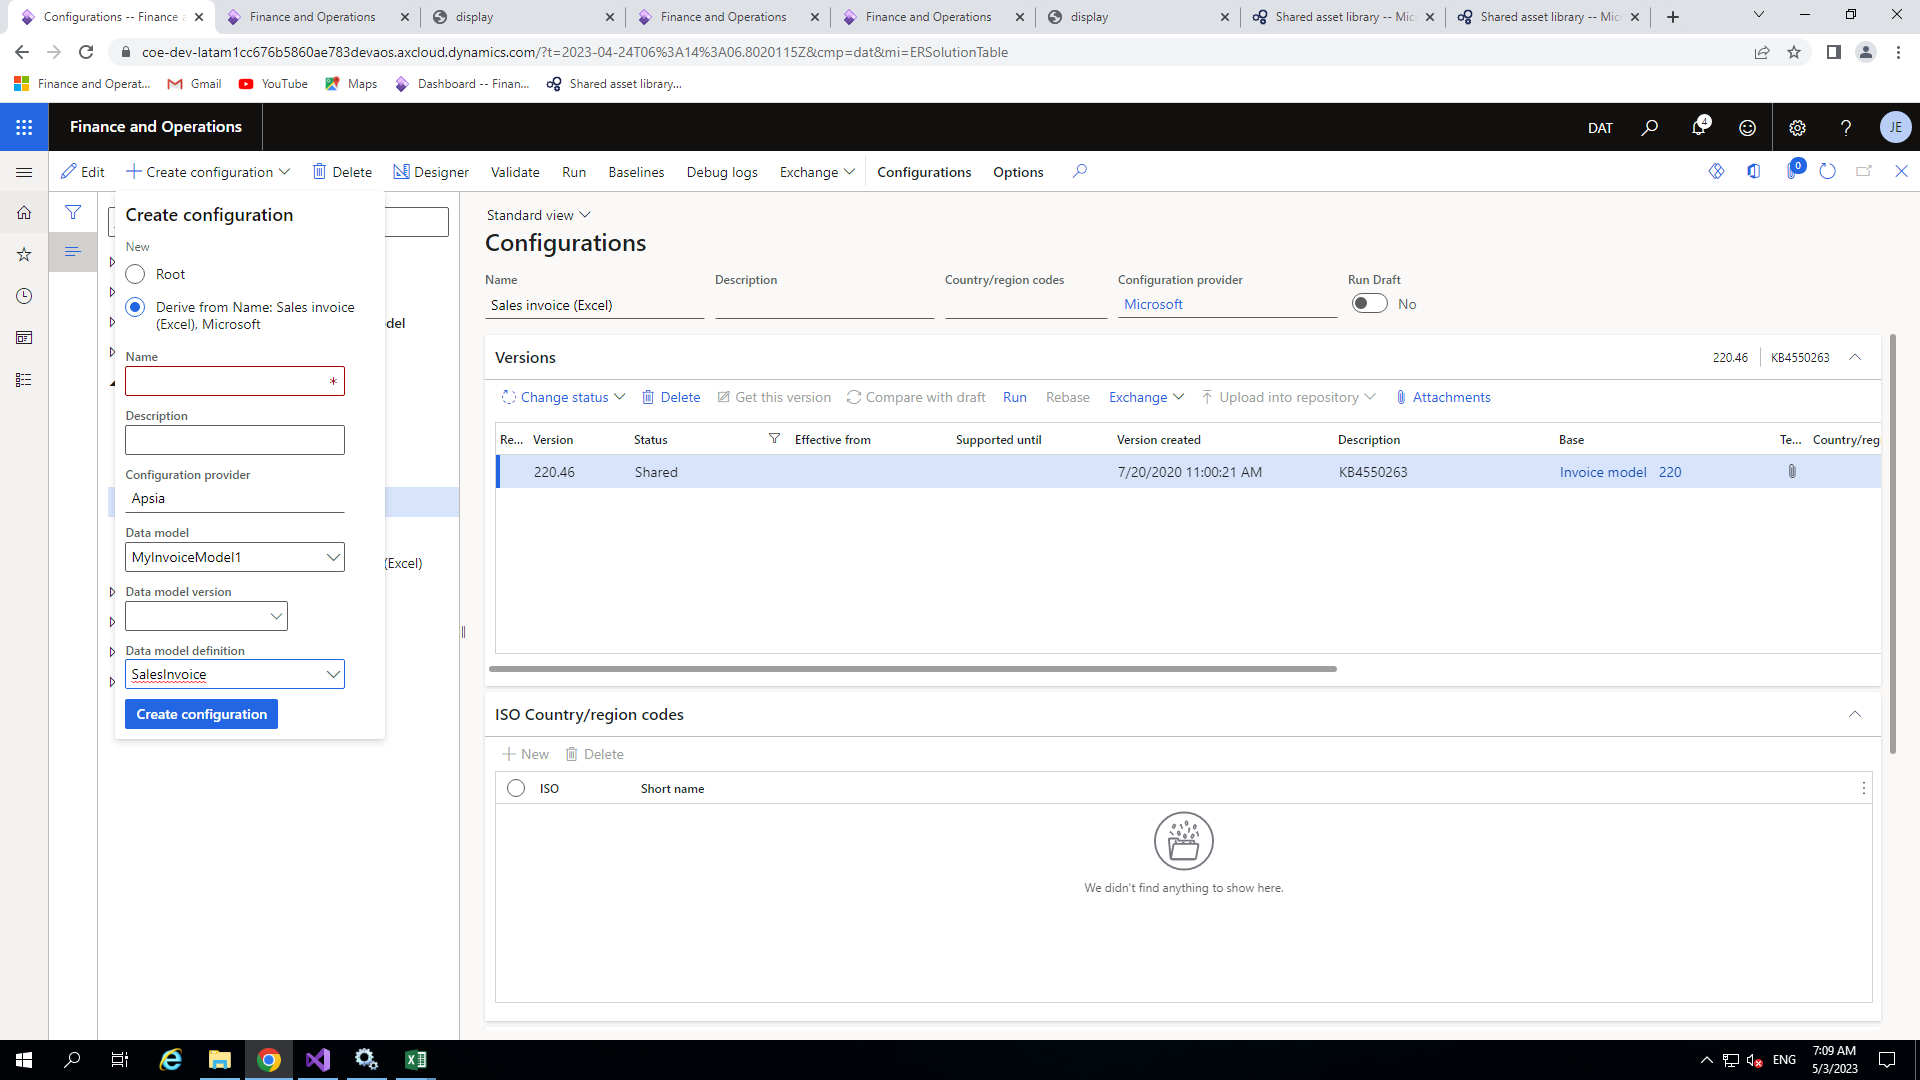 Configurations -- Finance a
Finance and Operations
display
Finance and Operations
Finance and Operations
display
Shared asset library -- Mic
Shared asset library -- Mic
coe-dev-latam1cc676b5860ae783devaos.axcloud.dynamics.com/?t=2023-04-24T06%3A14%3A06.8020115Z&cmp=dat&mi=ERSolutionTable
Finance and Operat...
Gmail
YouTube
Maps
Dashboard -- Finan...
Shared asset library...
Finance and Operations
DAT
4
?
JE
Edit
Create configuration
Delete
Designer
Validate
Run
Baselines
Debug logs
Exchange
Configurations
Options
0
Create configuration
New
Root
Derive from Name: Sales invoice
(Excel), Microsoft
Name
*
Description
Configuration provider
Apsia
Data model
MyInvoiceModel1
Data model version
Data model definition
SalesInvoice
Create configuration
del
(Excel)
Standard view
Configurations
Name
Description
Country/region codes
Configuration provider
Run Draft
Sales invoice (Excel)
Microsoft
No
Versions
220.46
KB4550263
Change status
Delete
Get this version
Compare with draft
Run
Rebase
Exchange
Upload into repository
Attachments
Re...
Version
Status
Effective from
Supported until
Version created
Description
Base
Te...
Country/reg
220.46
Shared
7/20/2020 11:00:21 AM
KB4550263
Invoice model
220
ISO Country/region codes
New
Delete
ISO
Short name
We didn't find anything to show here.
ENG
7:09 AM
5/3/2023